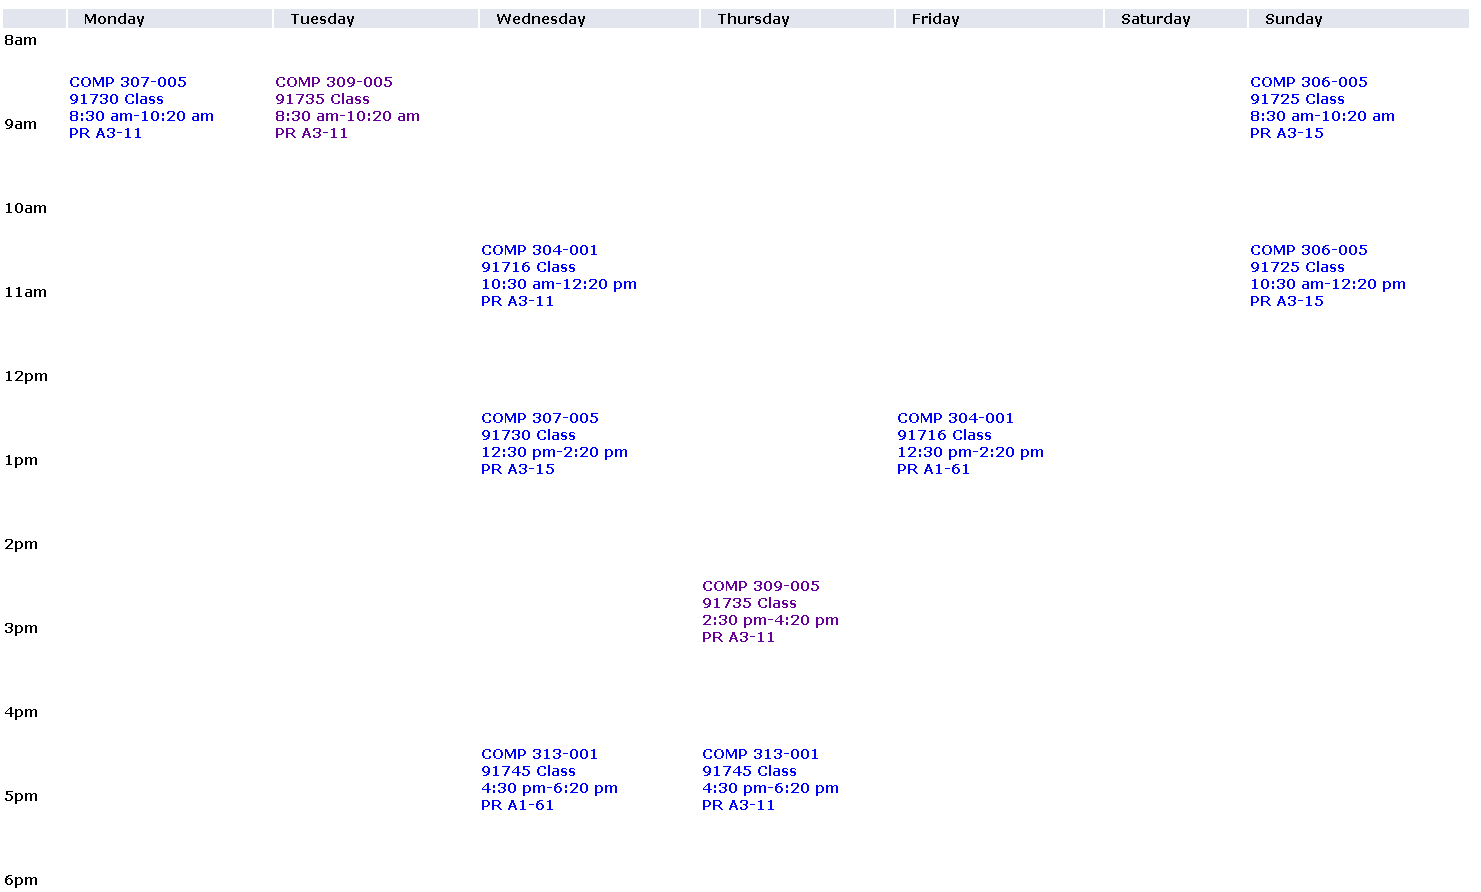 Monday Tuesday Wednesday Thursday Friday Saturday Sunday
8am
COMP 307-005 COMP 309-005 COMP 306-005
91730 Class 91735 Class 91725 Class
8:30 am-10:20 am 8:30 am-10:20 am 8:30 am-10:20 am
9am
PR A3-11 PR A3-11 PR A3-15
10am
COMP 304-001 COMP 306-005
91716 Class 91725 Class
10:30 am-12:20 pm 10:30 am-12:20 pm
11am
PR A3-11 PR A3-15
12pm
COMP 307-005 COMP 304-001
91730 Class 91716 Class
12:30 pm-2:20 pm 12:30 pm-2:20 pm
1pm
PR A3-15 PR A1-61
2pm
COMP 309-005
91735 Class
2:30 pm-4:20 pm
3pm
PR A3-11
4pm
COMP 313-001 COMP 313-001
91745 Class 91745 Class
4:30 pm-6:20 pm 4:30 pm-6:20 pm
5pm
PR A1-61 PR A3-11
6pm